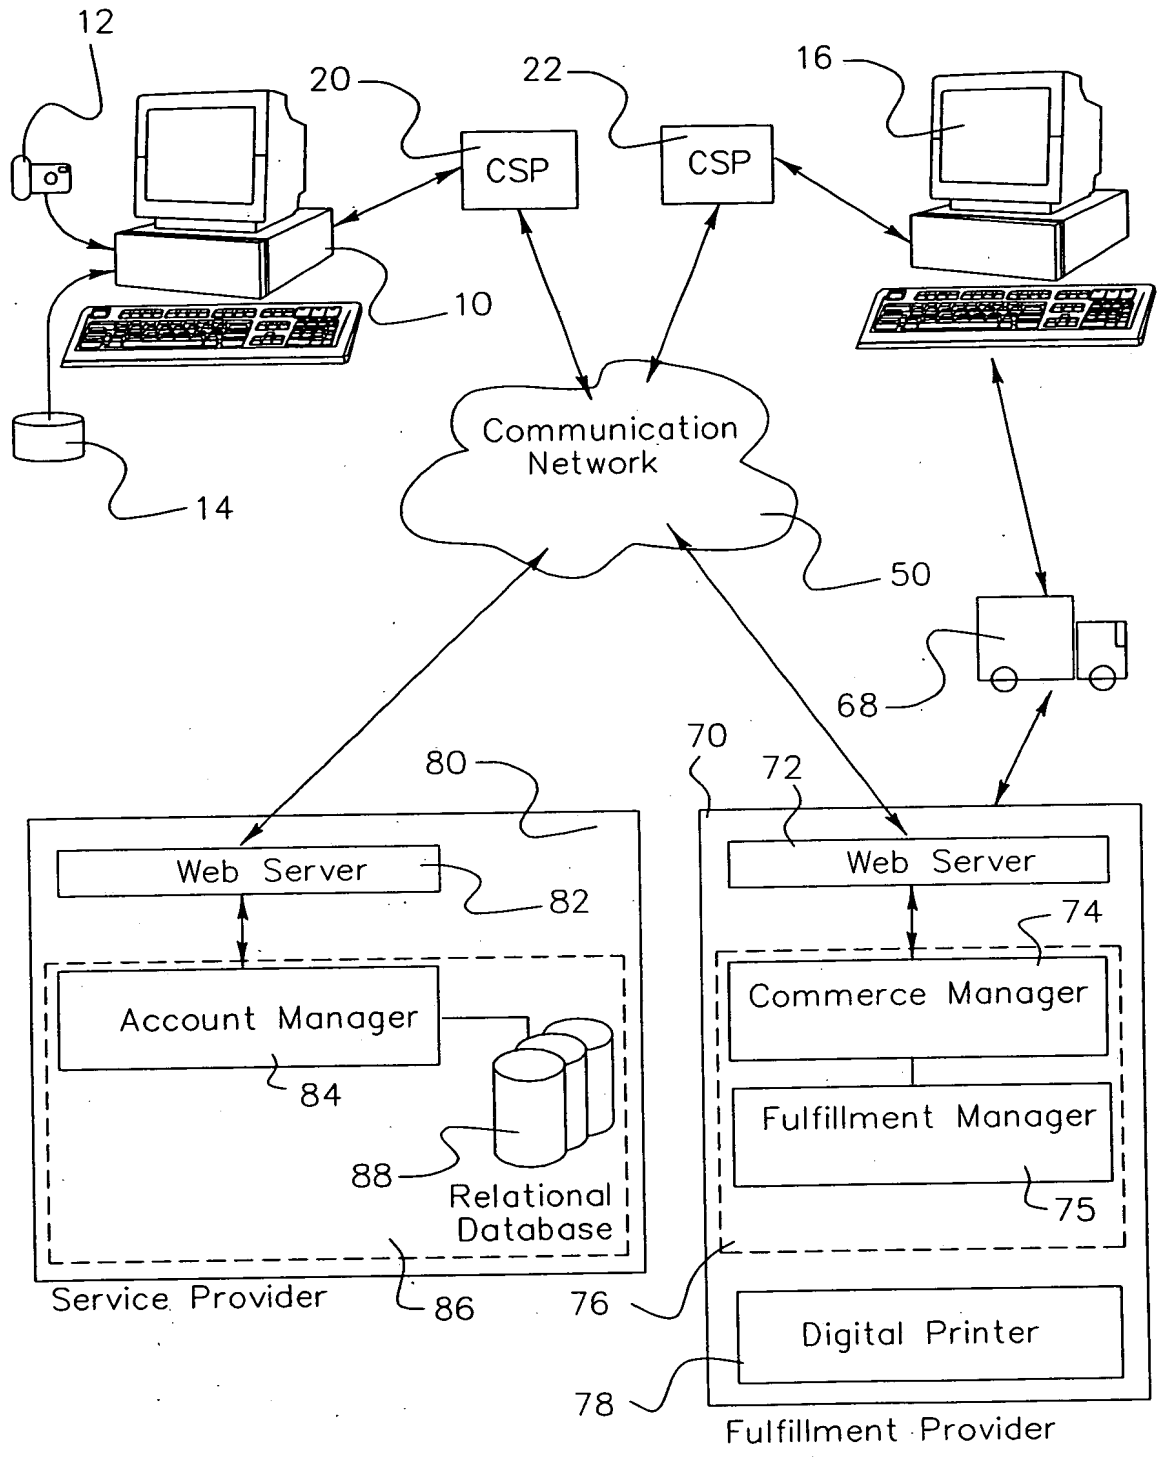 12
20
22
16
CSP
CSP
10
Communication
Network
14
50
68
70
80
72
Web Server
Web Server
82
74
Commerce Manager
Account Manager
84
Fulfillment Manager
88
Relational
Database
75
76
86
Service Provider
Digital Printer
78
Fulfillment Provider